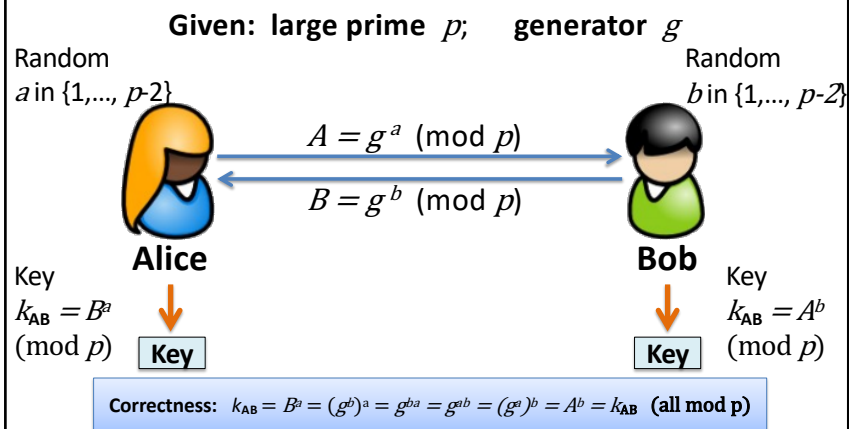 Given: large prime p; generator g
Random
a in {1,..., p-2}
Random
b in {1,..., p-2}
A = g^a (mod p)
B = g^b (mod p)
Alice
Bob
Key
k_AB = B^a
(mod p)
Key
k_AB = A^b
(mod p)
Key
Key
Correctness: k_AB = B^a = (g^b)^a = g^ba = g^ab = (g^a)^b = A^b = k_AB (all mod p)